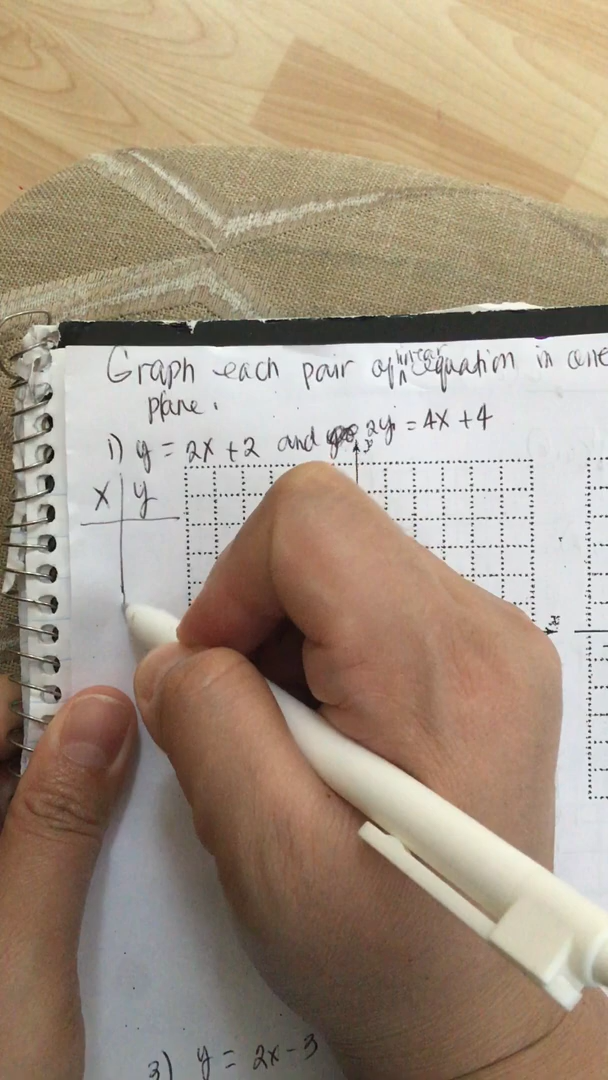 Graph each pair of linear equation in one
plane.
1) y = 2x + 2 and 2y = 4x + 4
y
x y
x
3) y = 2x - 3